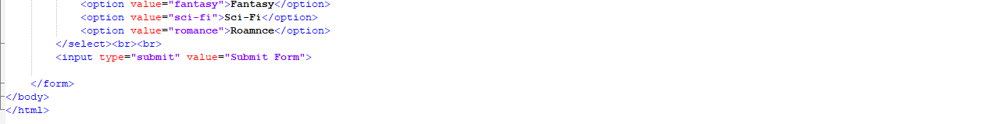 <option value="fantasy">Fantasy</option>
<option value="sci-fi">Sci-Fi</option>
<option value="romance">Roamnce</option>
</select><br><br>
<input type="submit" value="Submit Form">
</form>
</body>
</html>